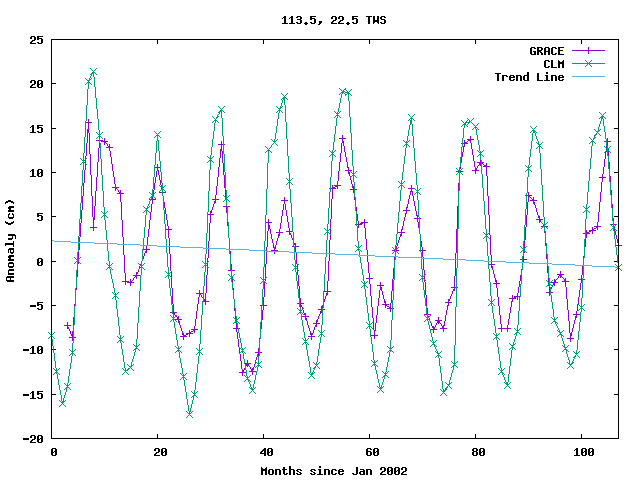 113.5, 22.5 TWS
GRACE
CLM
Trend Line
25
20
15
10
5
0
-5
-10
-15
-20
Anomaly (cm)
0 20 40 60 80 100
Months since Jan 2002